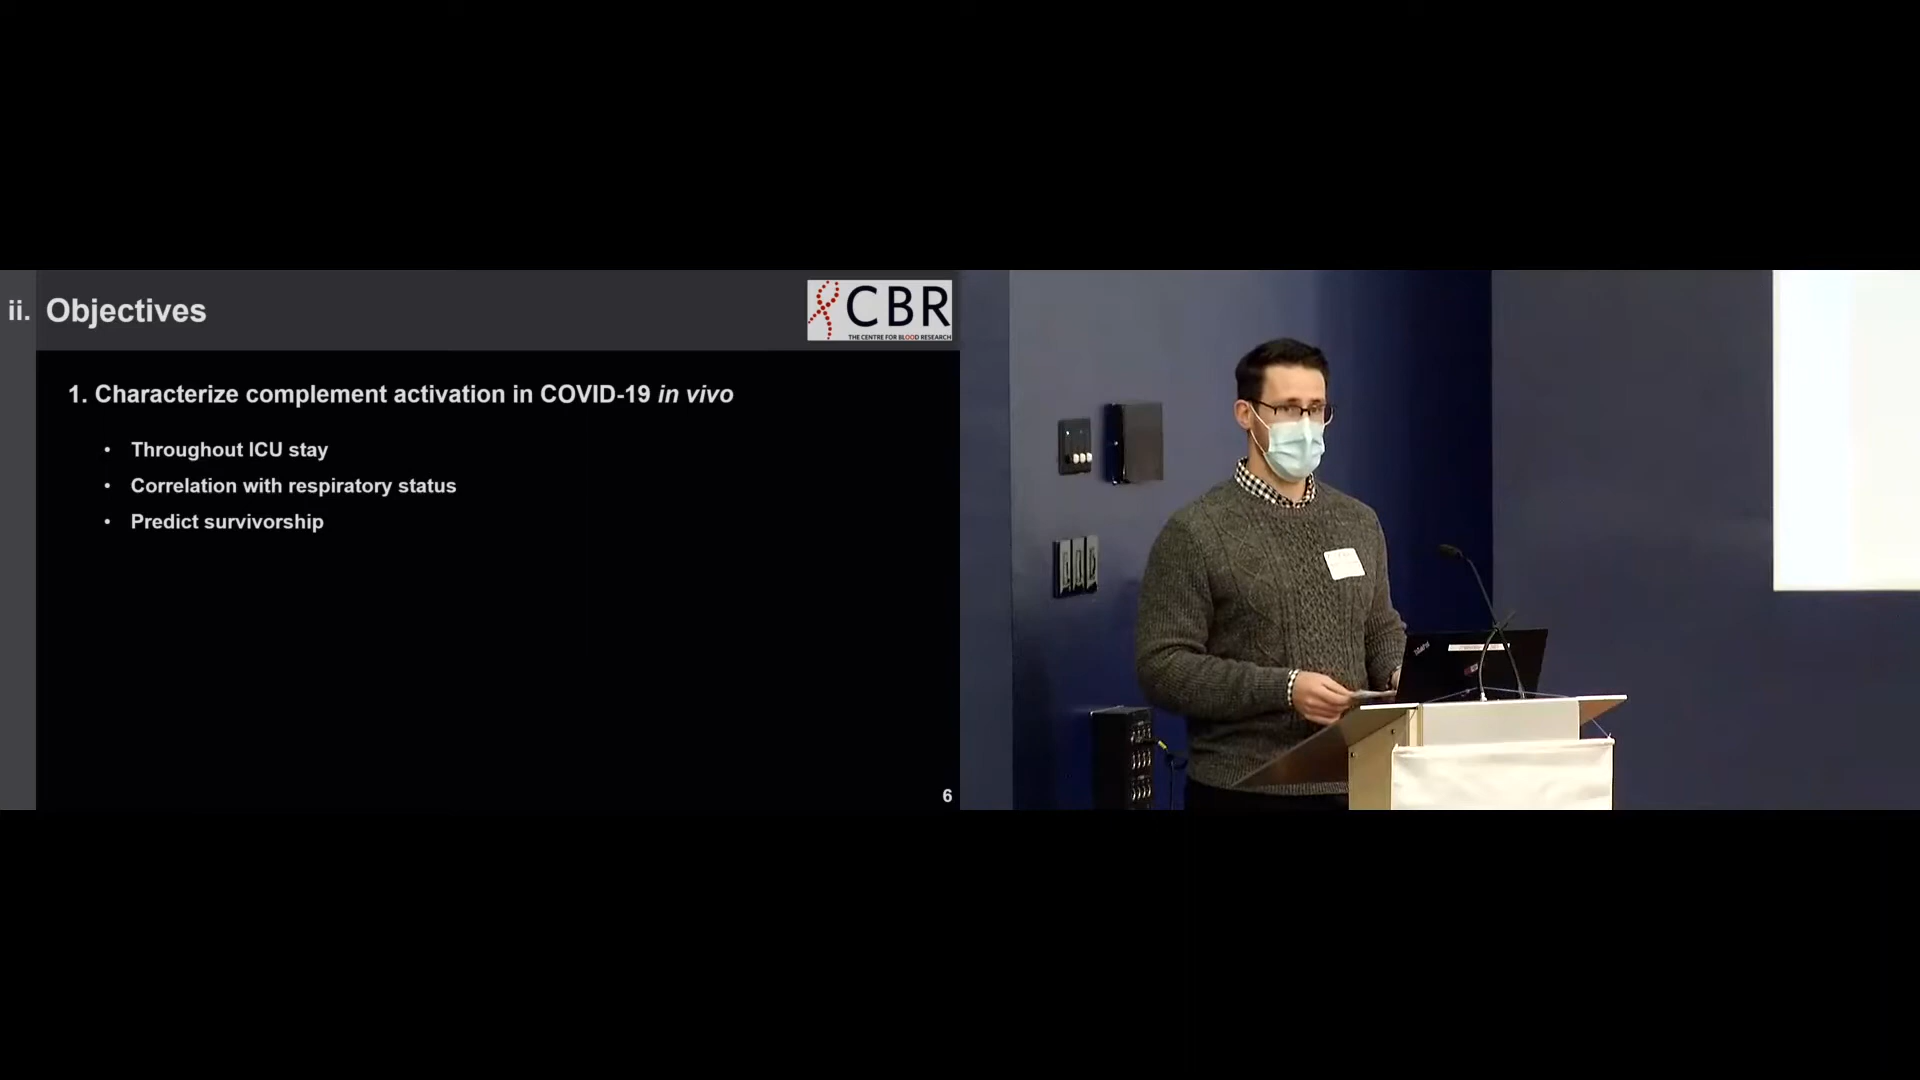 ii. Objectives
CBR
THE CENTRE FOR BLOOD RESEARCH
1. Characterize complement activation in COVID-19 in vivo
• Throughout ICU stay
• Correlation with respiratory status
• Predict survivorship
6
ThinkPad